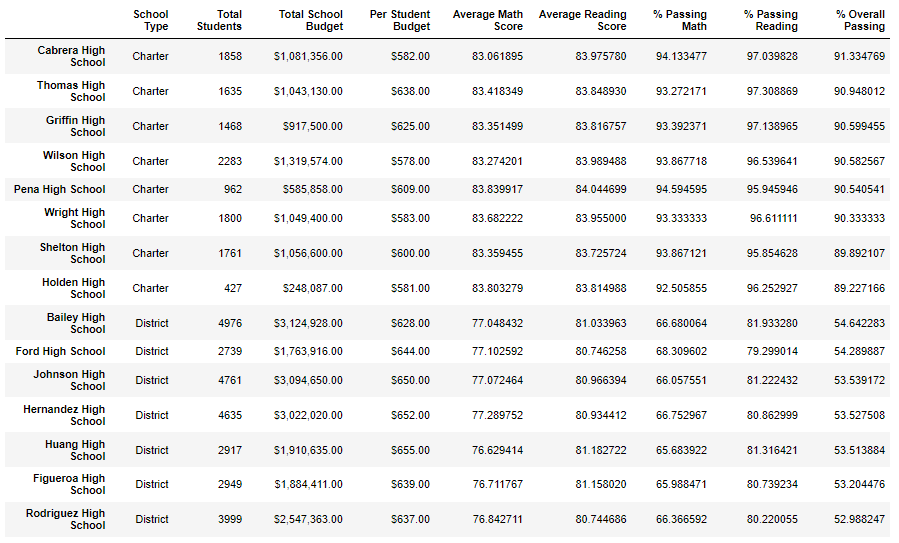 School Type Total Students Total School Budget Per Student Budget Average Math Score Average Reading Score % Passing Math % Passing Reading % Overall Passing
Cabrera High School Charter 1858 $1,081,356.00 $582.00 83.061895 83.975780 94.133477 97.039828 91.334769
Thomas High School Charter 1635 $1,043,130.00 $638.00 83.418349 83.848930 93.272171 97.308869 90.948012
Griffin High School Charter 1468 $917,500.00 $625.00 83.351499 83.816757 93.392371 97.138965 90.599455
Wilson High School Charter 2283 $1,319,574.00 $578.00 83.274201 83.989488 93.867718 96.539641 90.582567
Pena High School Charter 962 $585,858.00 $609.00 83.839917 84.044699 94.594595 95.945946 90.540541
Wright High School Charter 1800 $1,049,400.00 $583.00 83.682222 83.955000 93.333333 96.611111 90.333333
Shelton High School Charter 1761 $1,056,600.00 $600.00 83.359455 83.725724 93.867121 95.854628 89.892107
Holden High School Charter 427 $248,087.00 $581.00 83.803279 83.814988 92.505855 96.252927 89.227166
Bailey High School District 4976 $3,124,928.00 $628.00 77.048432 81.033963 66.680064 81.933280 54.642283
Ford High School District 2739 $1,763,916.00 $644.00 77.102592 80.746258 68.309602 79.299014 54.289887
Johnson High School District 4761 $3,094,650.00 $650.00 77.072464 80.966394 66.057551 81.222432 53.539172
Hernandez High School District 4635 $3,022,020.00 $652.00 77.289752 80.934412 66.752967 80.862999 53.527508
Huang High School District 2917 $1,910,635.00 $655.00 76.629414 81.182722 65.683922 81.316421 53.513884
Figueroa High School District 2949 $1,884,411.00 $639.00 76.711767 81.158020 65.988471 80.739234 53.204476
Rodriguez High School District 3999 $2,547,363.00 $637.00 76.842711 80.744686 66.366592 80.220055 52.988247